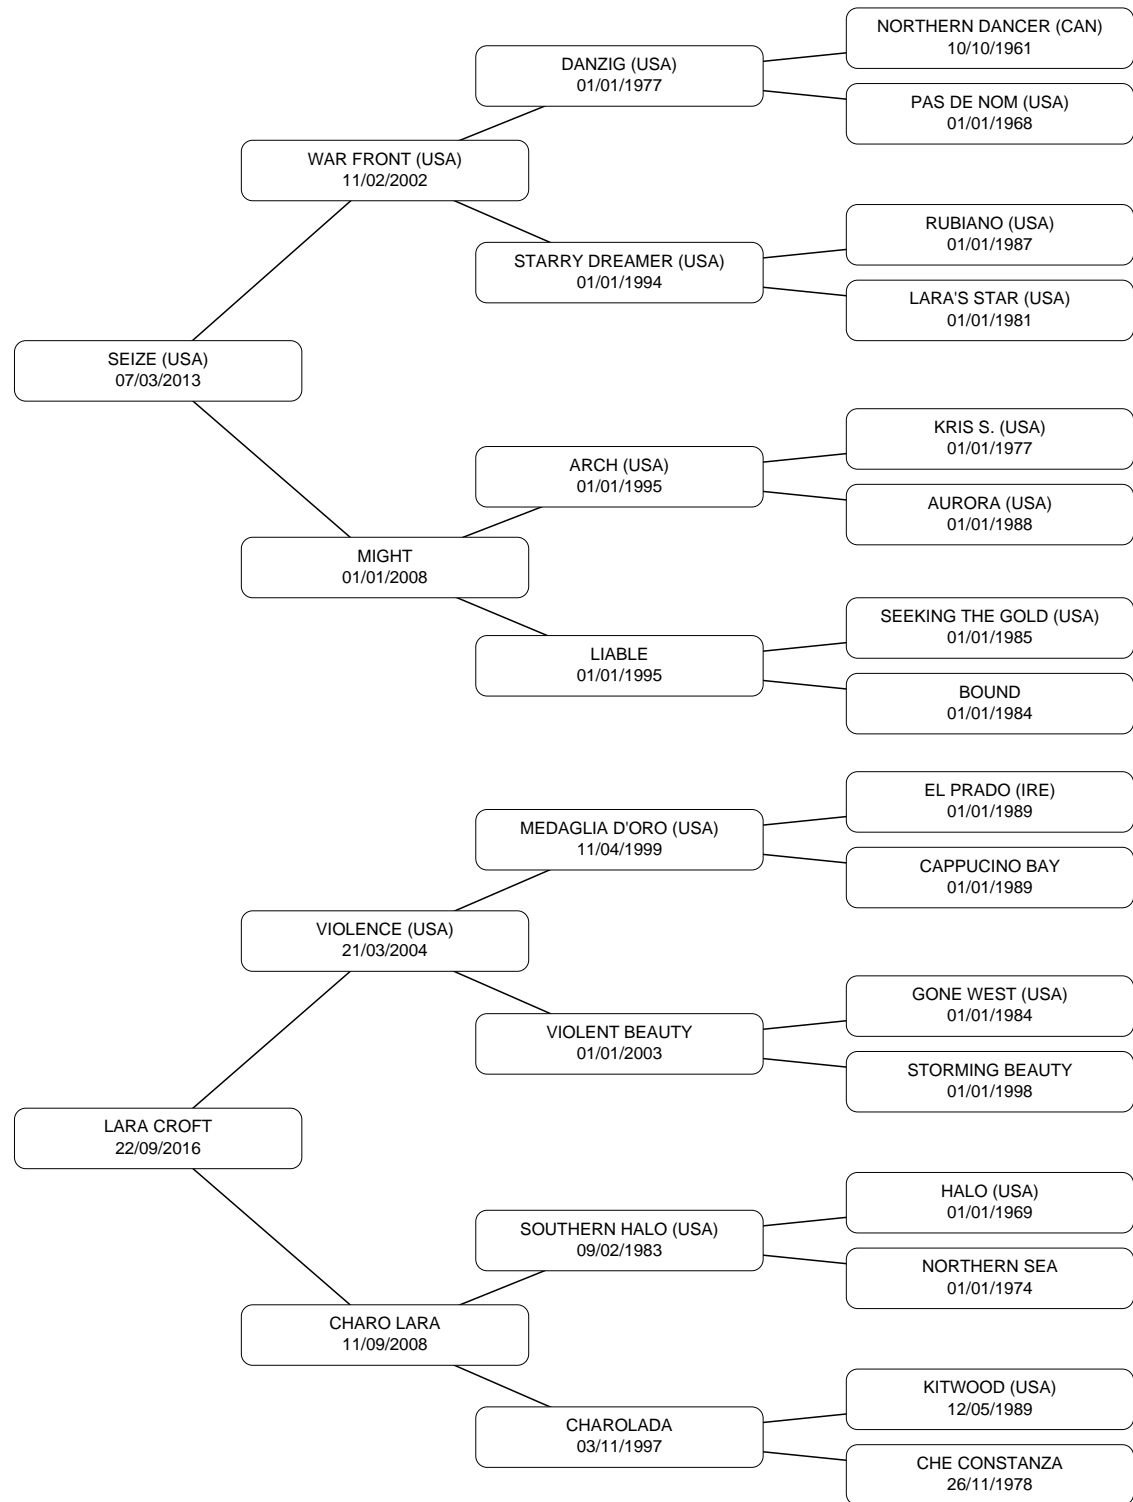 NORTHERN DANCER (CAN)
10/10/1961
DANZIG (USA)
01/01/1977
PAS DE NOM (USA)
01/01/1968
WAR FRONT (USA)
11/02/2002
RUBIANO (USA)
01/01/1987
STARRY DREAMER (USA)
01/01/1994
LARA'S STAR (USA)
01/01/1981
SEIZE (USA)
07/03/2013
KRIS S. (USA)
01/01/1977
ARCH (USA)
01/01/1995
AURORA (USA)
01/01/1988
MIGHT
01/01/2008
SEEKING THE GOLD (USA)
01/01/1985
LIABLE
01/01/1995
BOUND
01/01/1984
EL PRADO (IRE)
01/01/1989
MEDAGLIA D'ORO (USA)
11/04/1999
CAPPUCINO BAY
01/01/1989
VIOLENCE (USA)
21/03/2004
GONE WEST (USA)
01/01/1984
VIOLENT BEAUTY
01/01/2003
STORMING BEAUTY
01/01/1998
LARA CROFT
22/09/2016
HALO (USA)
01/01/1969
SOUTHERN HALO (USA)
09/02/1983
NORTHERN SEA
01/01/1974
CHARO LARA
11/09/2008
KITWOOD (USA)
12/05/1989
CHAROLADA
03/11/1997
CHE CONSTANZA
26/11/1978